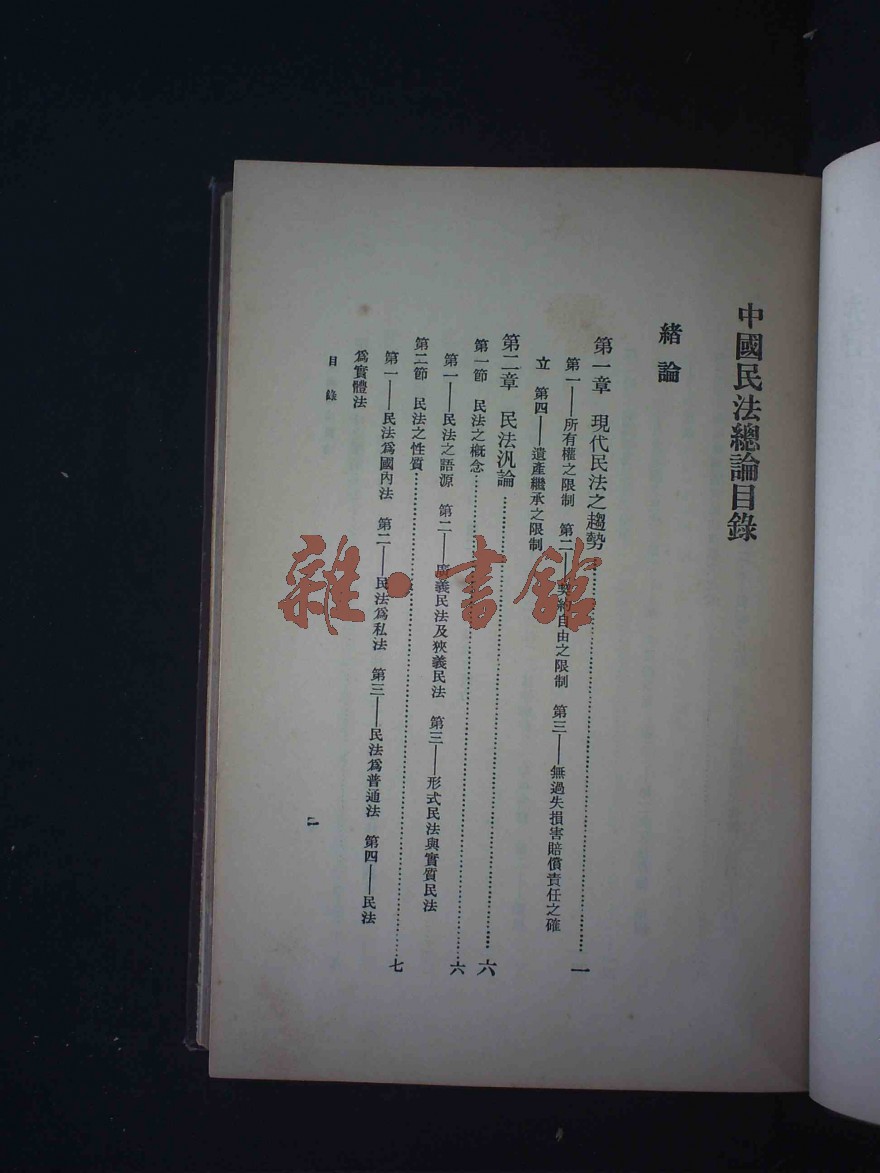 中國民法總論目錄
緒論
第一章 現代民法之趨勢……一
第一——所有權之限制 第二——契約自由之限制 第三——無過失損害賠償責任之確
立 第四——遺產繼承之限制
第二章 民法汎論……六
第一節 民法之槪念……六
第一——民法之語源 第二——廣義民法及狹義民法 第三——形式民法與實質民法
第二節 民法之性質……七
第一——民法爲國內法 第二——民法爲私法 第三——民法爲普通法 第四——民法
爲實體法
目錄
雜·書館